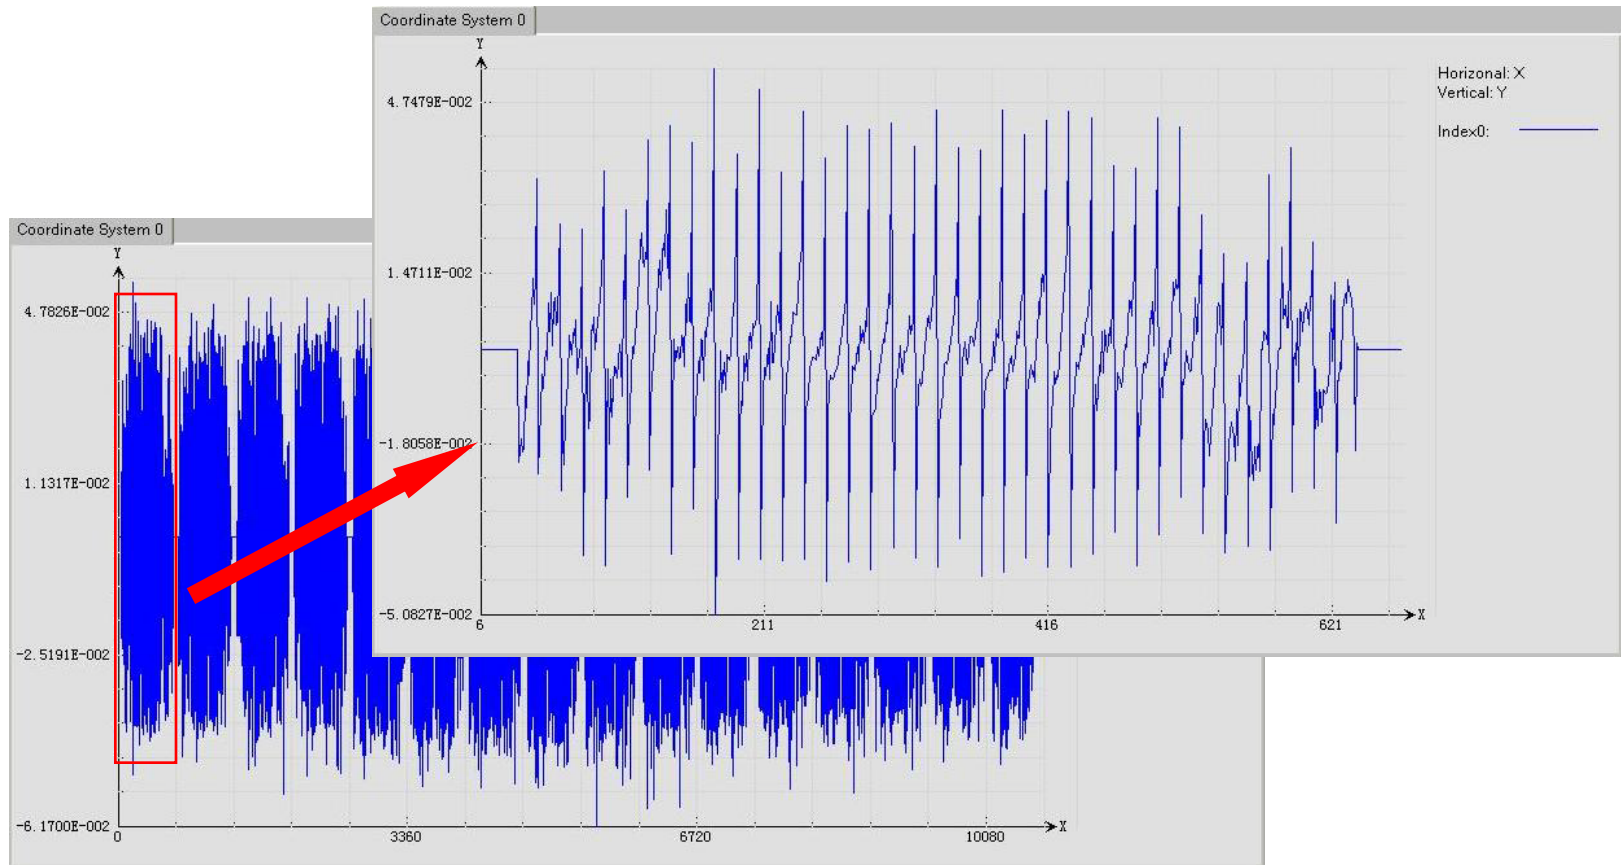 Coordinate System 0
Y
4.7479E-002
1.4711E-002
-1.8058E-002
-5.0827E-002
6
211
416
621
X
Horizonal: X
Vertical: Y
Index0:
Coordinate System 0
Y
4.7826E-002
1.1317E-002
-2.5191E-002
-6.1700E-002
0
3360
6720
10080
X